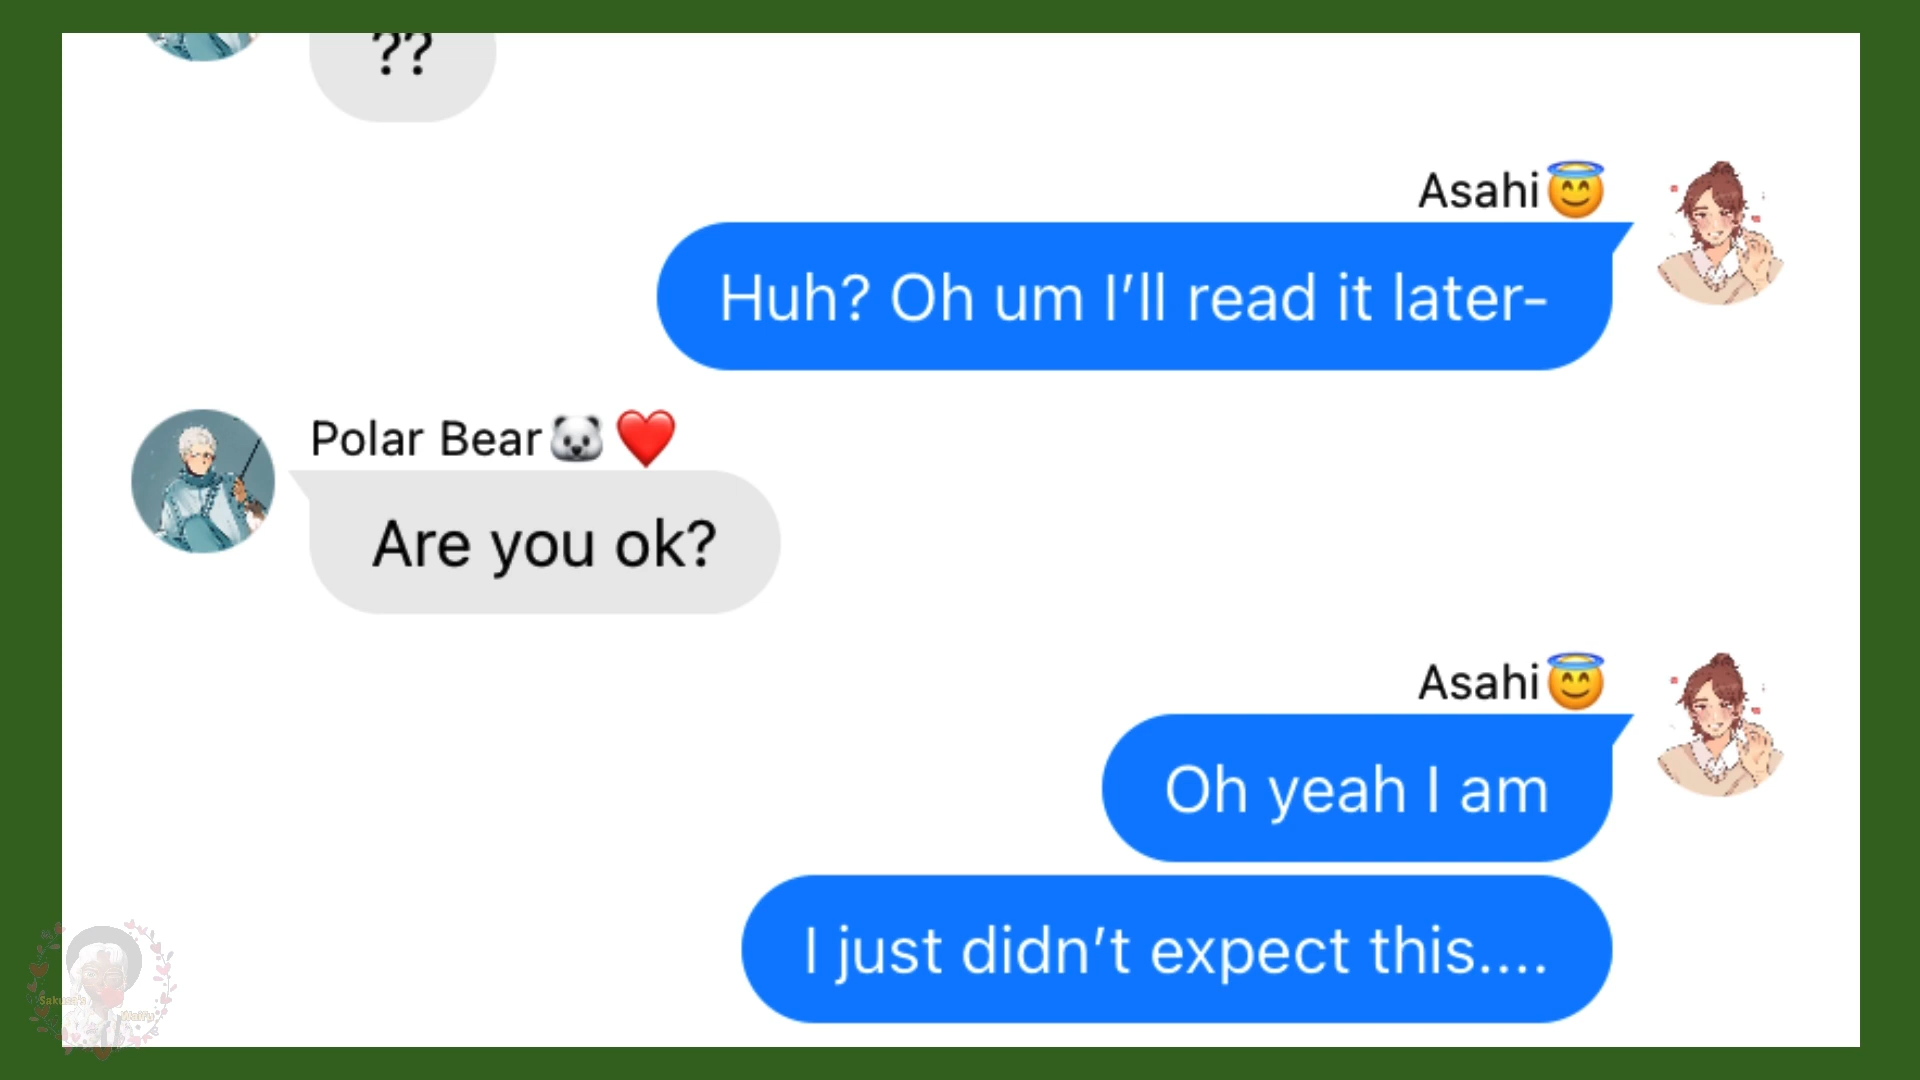 ??
Asahi😇
Huh? Oh um I’ll read it later-
Polar Bear🐼❤️
Are you ok?
Asahi😇
Oh yeah I am
I just didn’t expect this....
Waifu